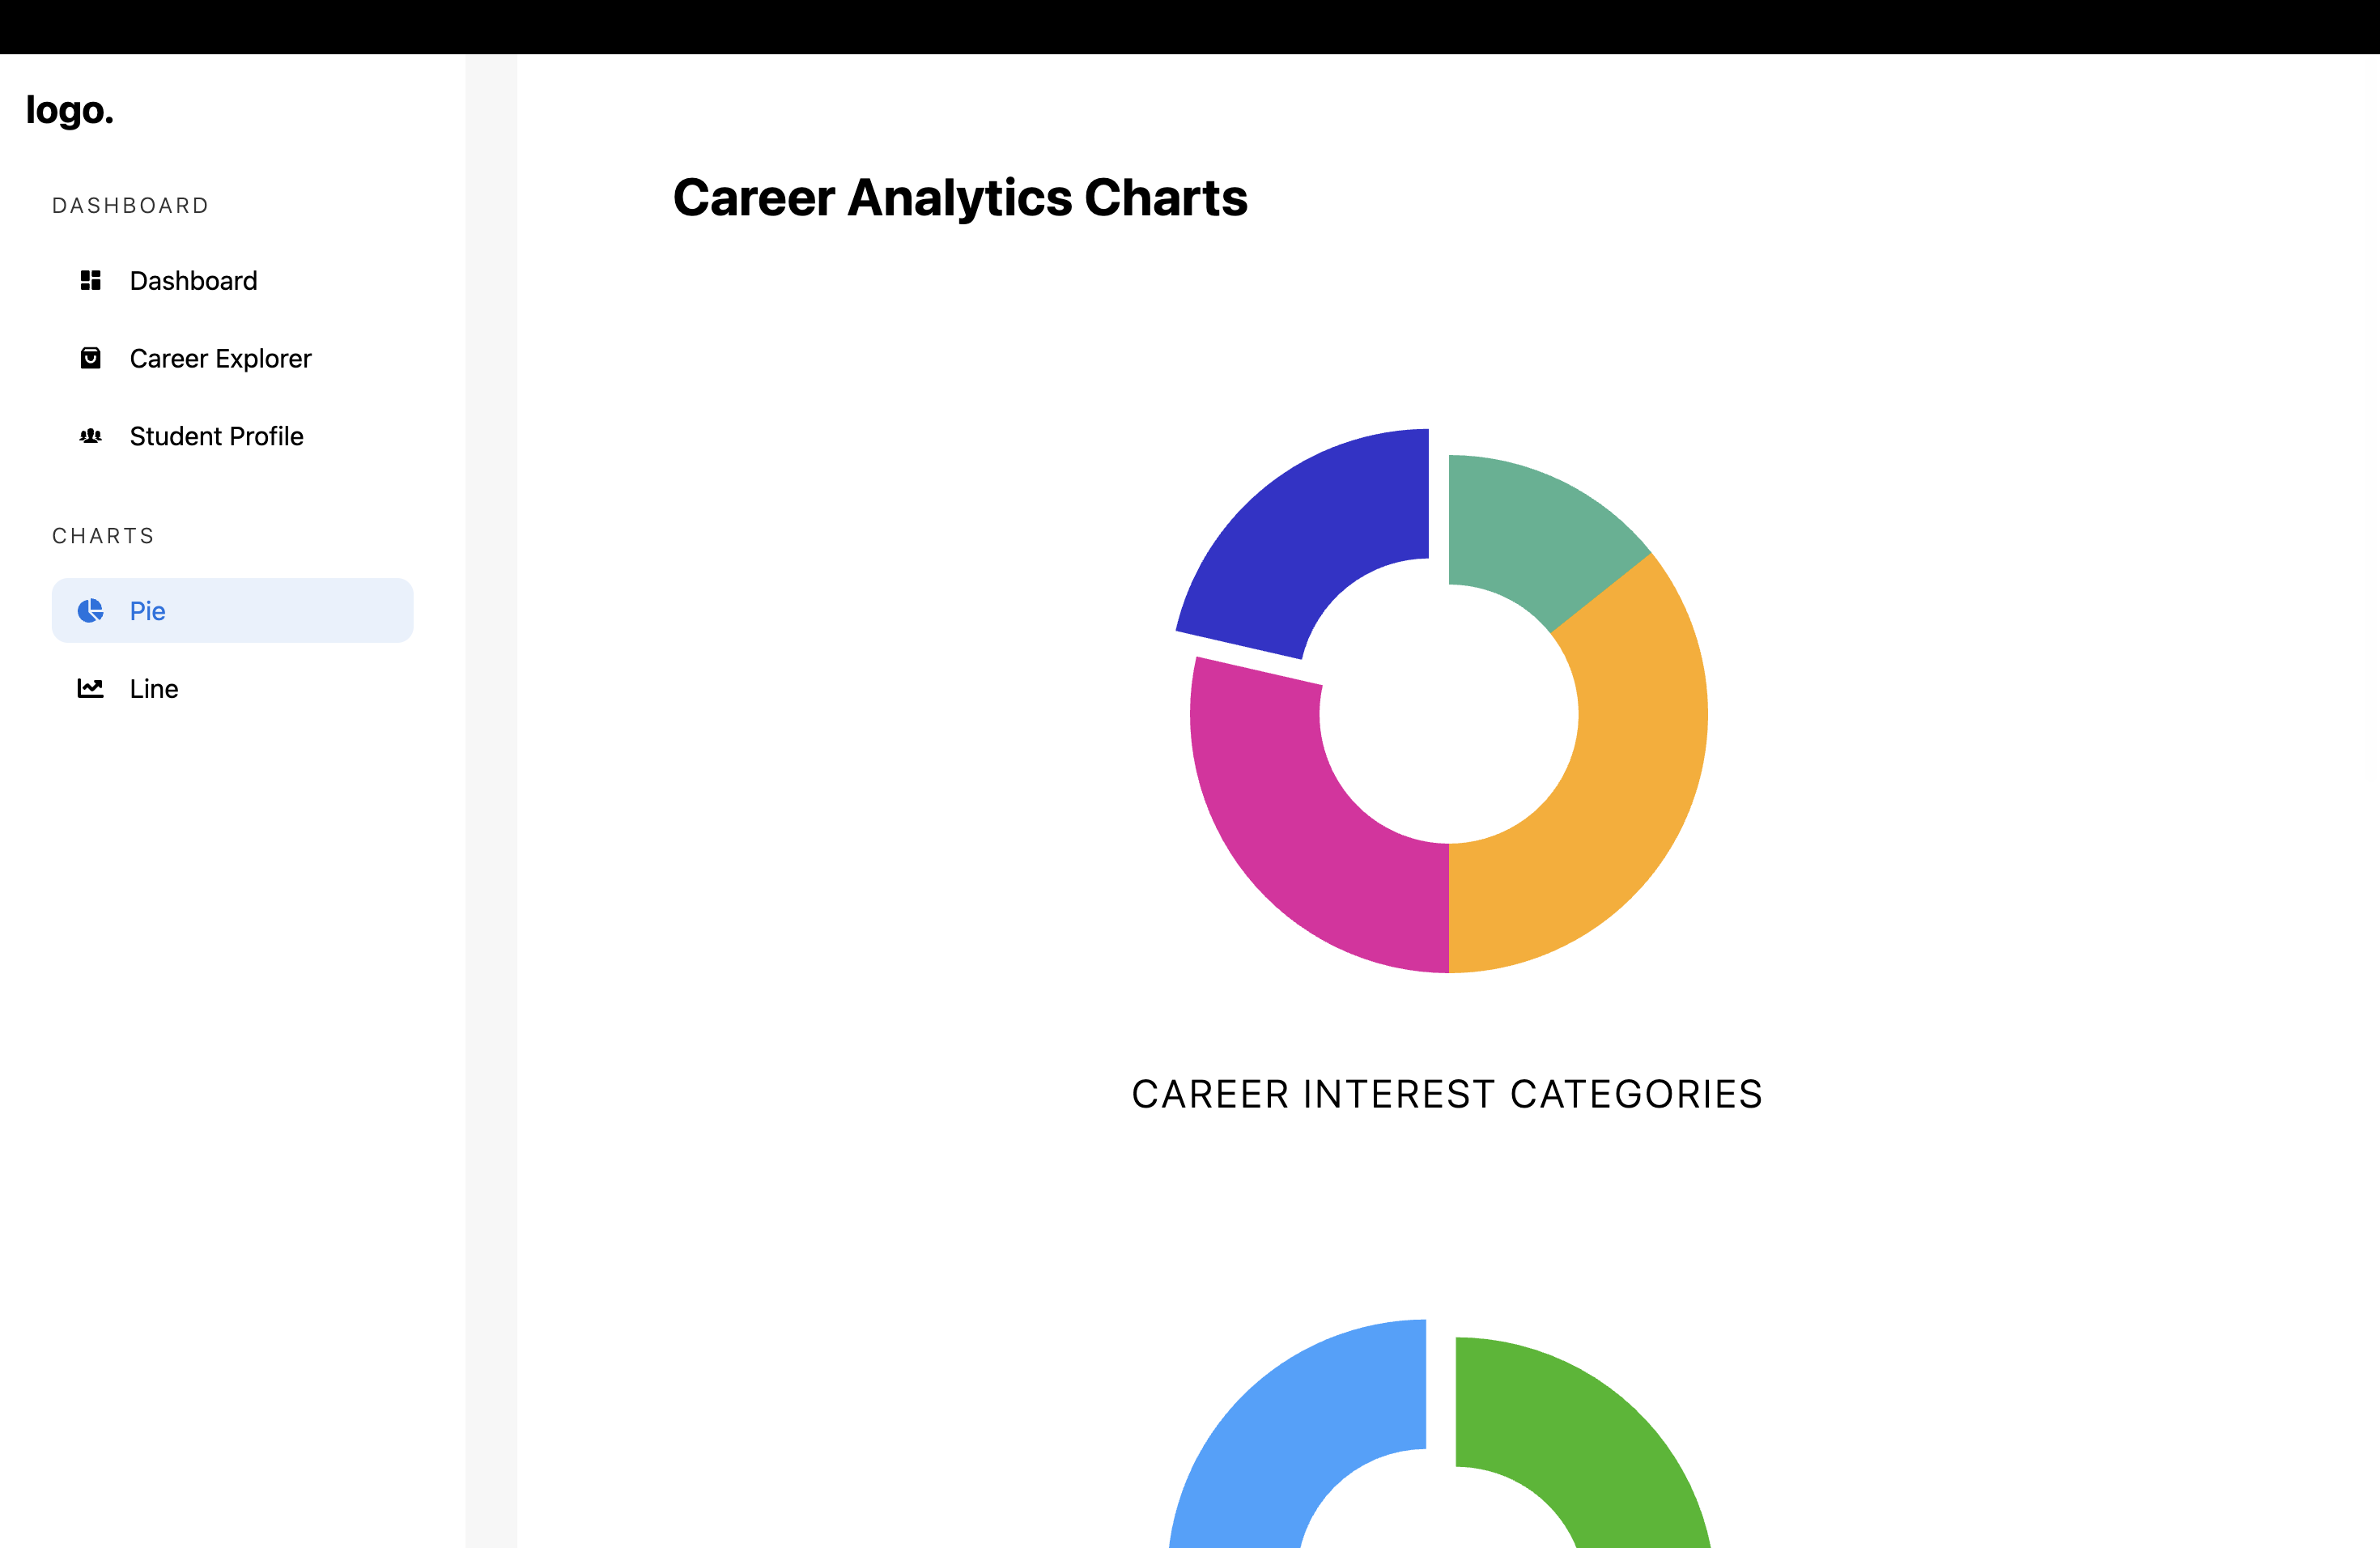 logo.
DASHBOARD
Dashboard
Career Explorer
Student Profile
CHARTS
Pie
Line
Career Analytics Charts
CAREER INTEREST CATEGORIES